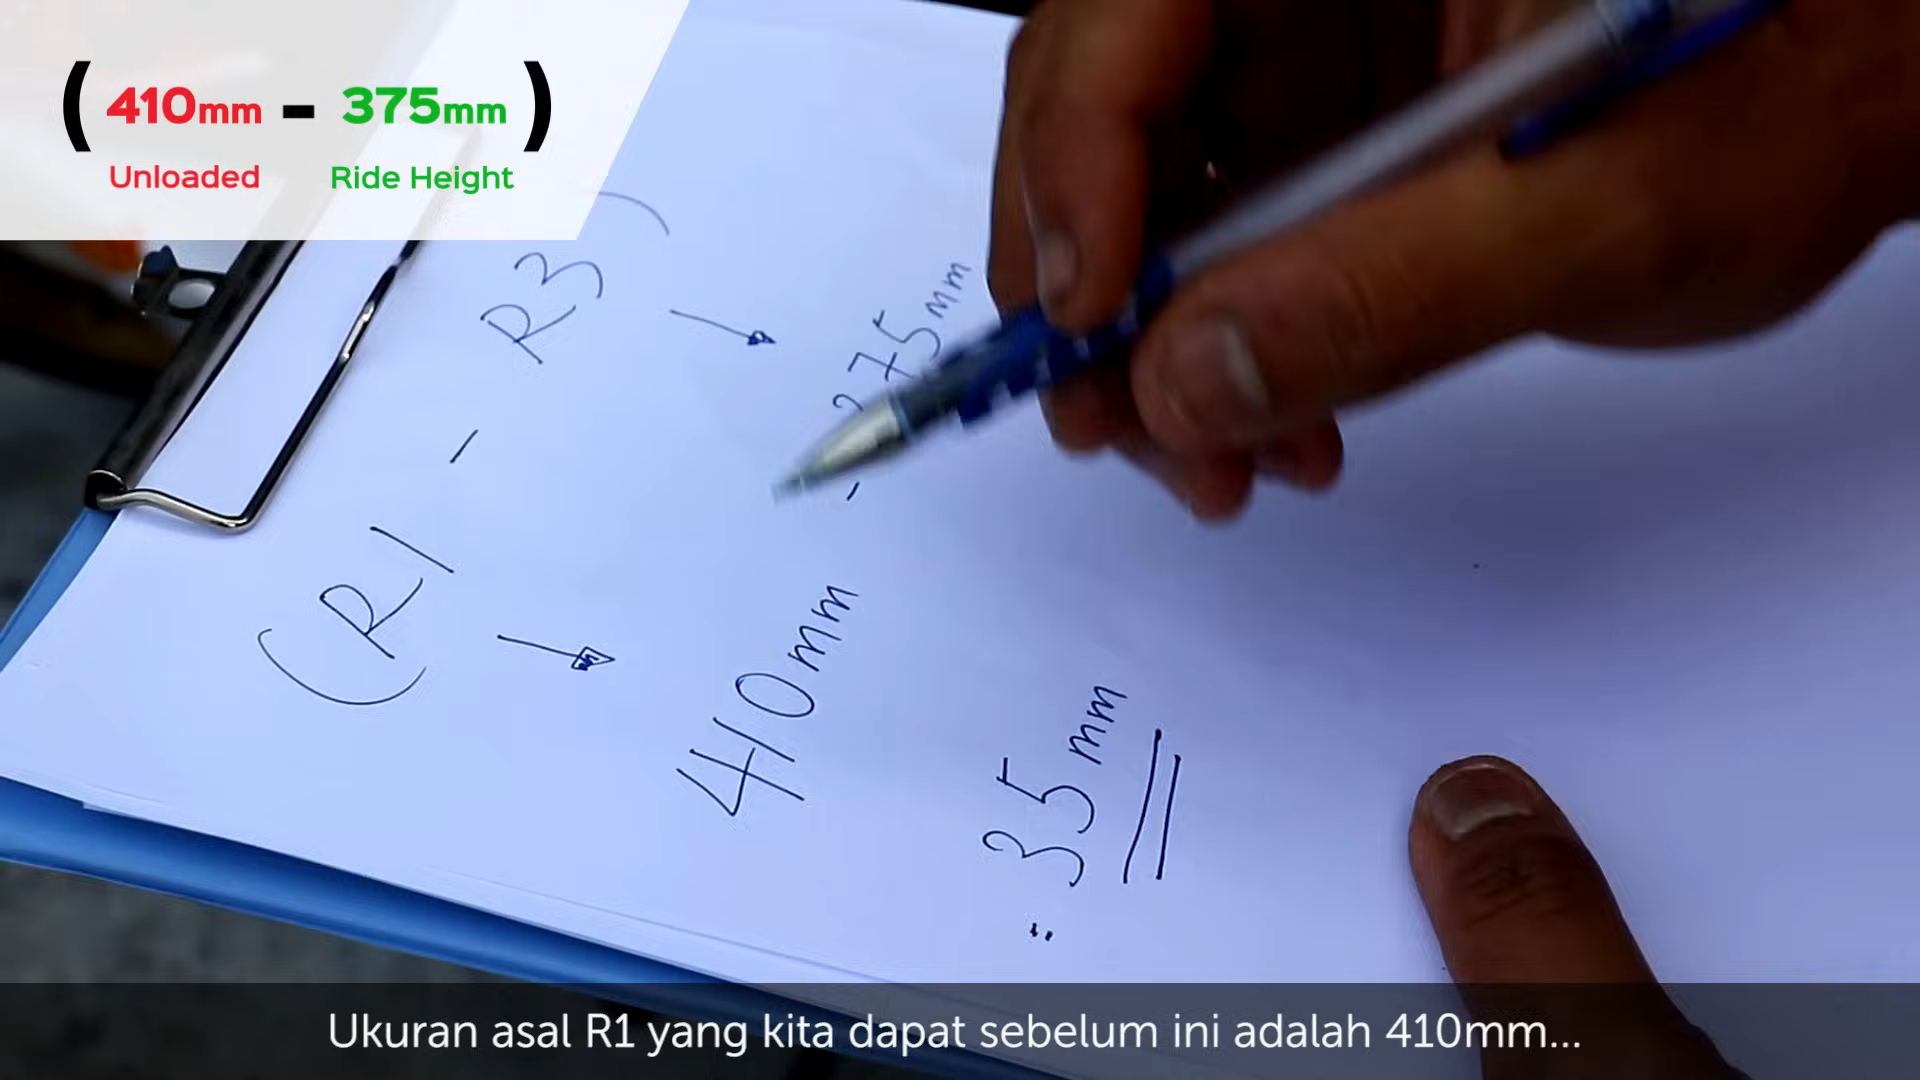 ( 410mm - 375mm )
Unloaded Ride Height
(R1 - R3)
410mm - 375mm
= 35mm
Ukuran asal R1 yang kita dapat sebelum ini adalah 410mm...